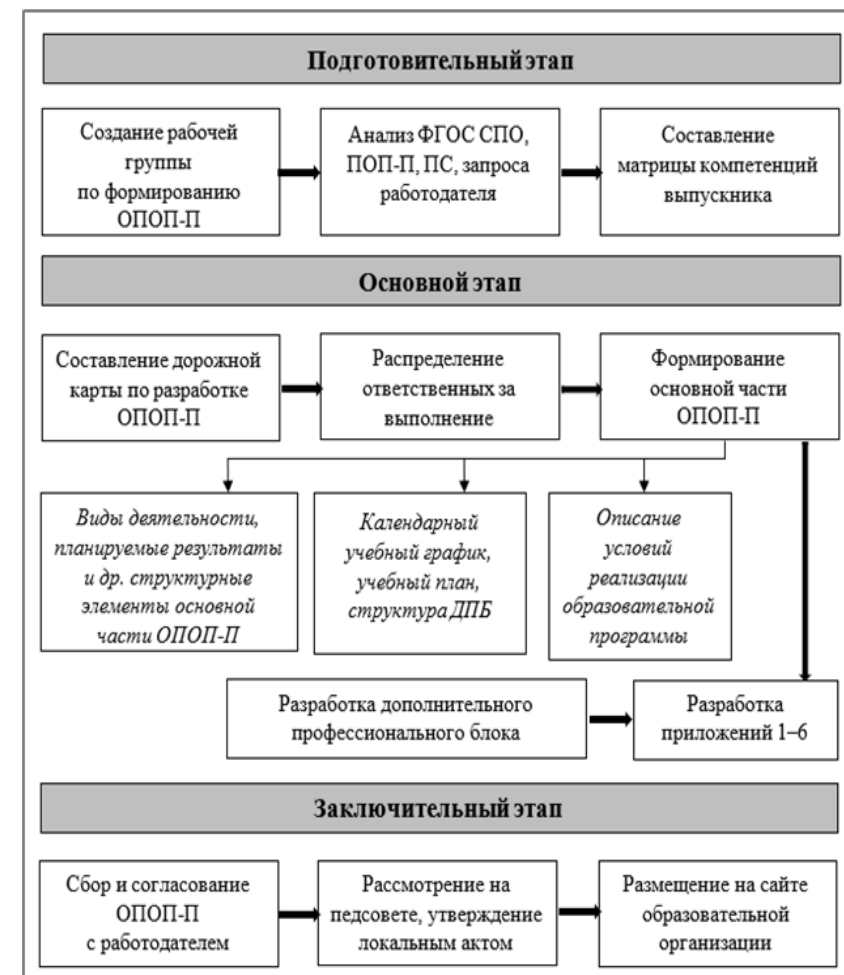 Подготовительный этап
Создание рабочей
группы
по формированию
ОПОП-П
Анализ ФГОС СПО,
ПОП-П, ПС, запроса
работодателя
Составление
матрицы компетенций
выпускника
Основной этап
Составление дорожной
карты по разработке
ОПОП-П
Распределение
ответственных за
выполнение
Формирование
основной части
ОПОП-П
Виды деятельности,
планируемые результаты
и др. структурные
элементы основной
части ОПОП-П
Календарный
учебный график,
учебный план,
структура ДПБ
Описание
условий
реализации
образовательной
программы
Разработка дополнительного
профессионального блока
Разработка
приложений 1–6
Заключительный этап
Сбор и согласование
ОПОП-П
с работодателем
Рассмотрение на
педсовете, утверждение
локальным актом
Размещение на сайте
образовательной
организации